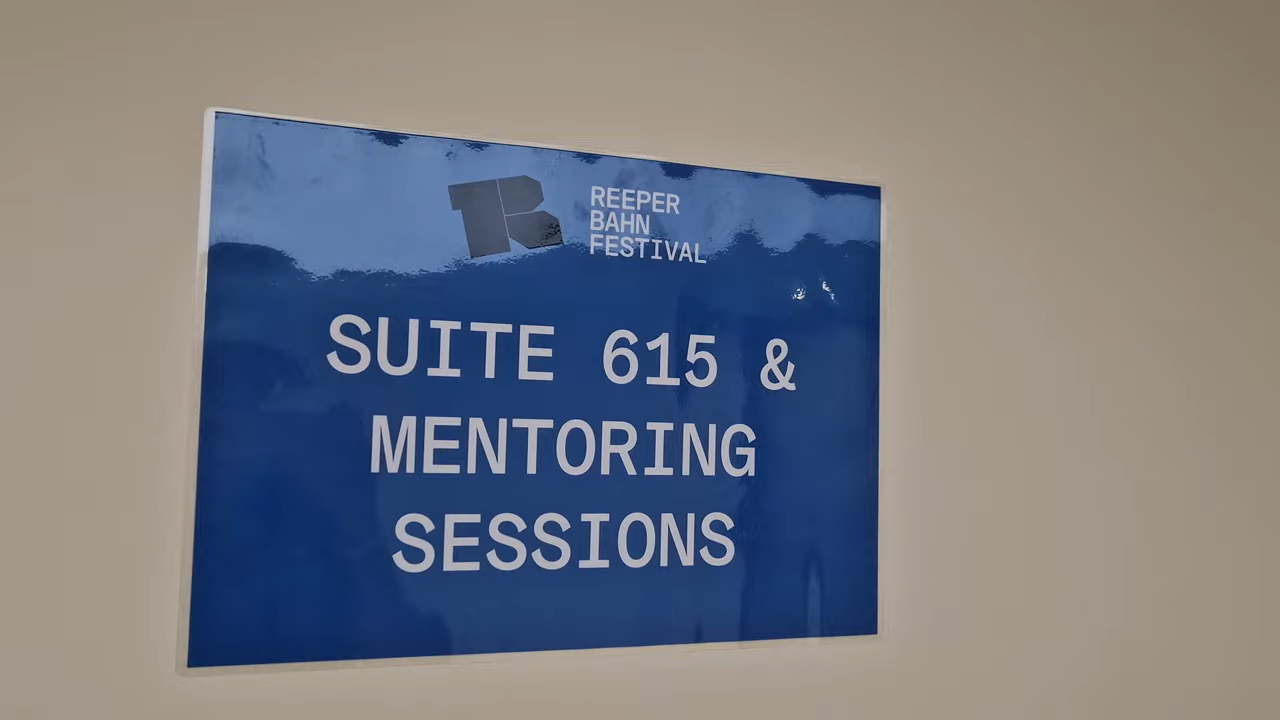 REEPER
BAHN
FESTIVAL
SUITE 615 &
MENTORING
SESSIONS